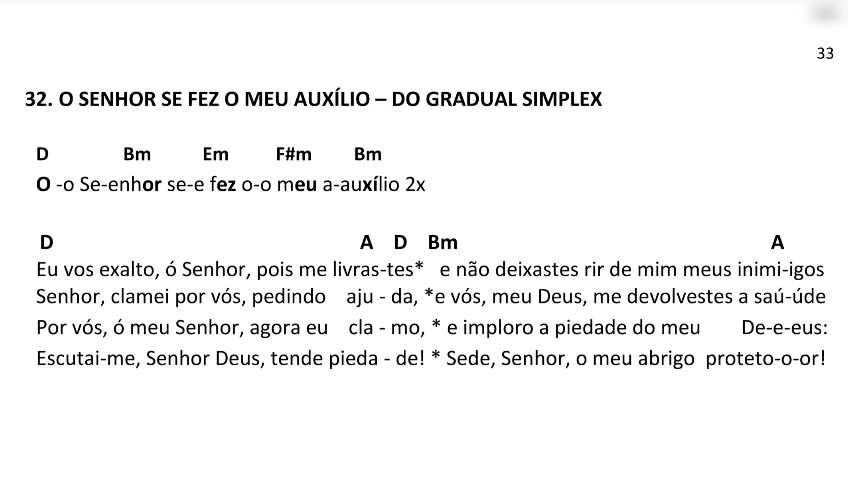 33
32. O SENHOR SE FEZ O MEU AUXÍLIO – DO GRADUAL SIMPLEX
D Bm Em F#m Bm
O -o Se-enhor se-e fez o-o meu a-auxílio 2x
D A D Bm A
Eu vos exalto, ó Senhor, pois me livras-tes* e não deixastes rir de mim meus inimi-igos
Senhor, clamei por vós, pedindo aju - da, *e vós, meu Deus, me devolvestes a saú-úde
Por vós, ó meu Senhor, agora eu cla - mo, * e imploro a piedade do meu De-e-eus:
Escutai-me, Senhor Deus, tende pieda - de! * Sede, Senhor, o meu abrigo proteto-o-or!